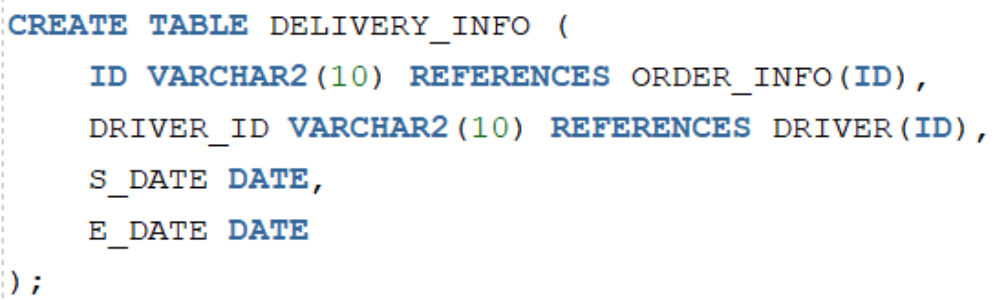 CREATE TABLE DELIVERY_INFO (
ID VARCHAR2(10) REFERENCES ORDER_INFO(ID),
DRIVER_ID VARCHAR2(10) REFERENCES DRIVER(ID),
S_DATE DATE,
E_DATE DATE
);